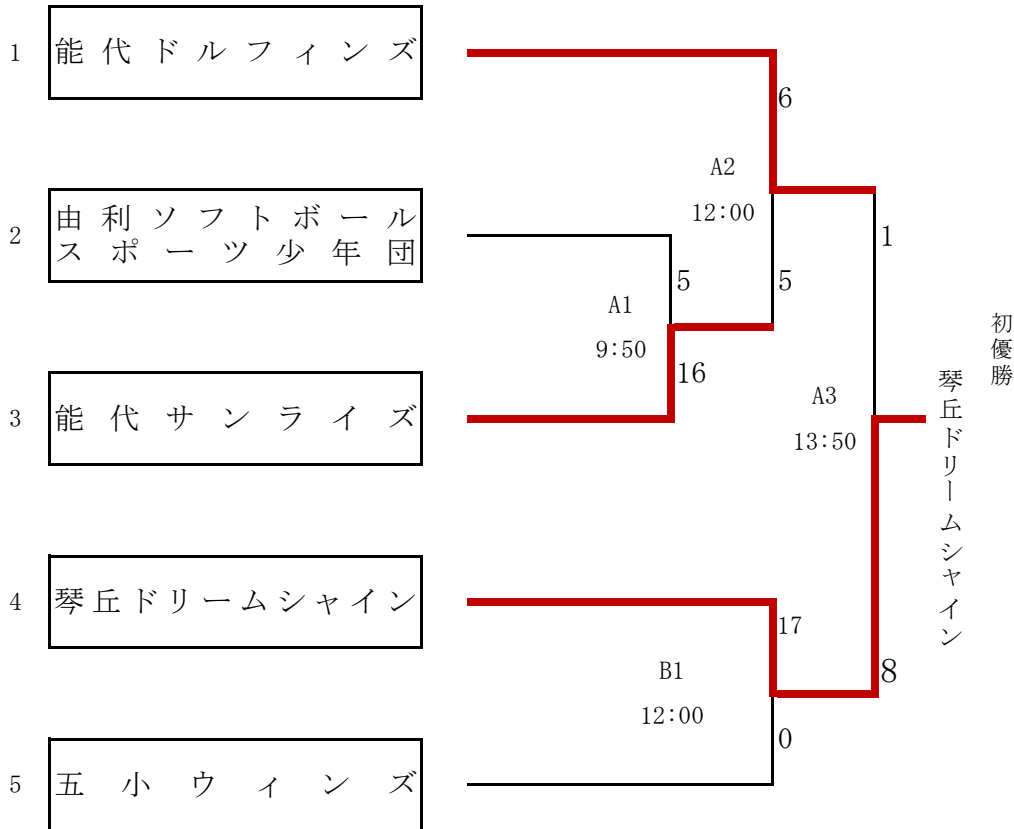 1
能代ドルフィンズ
2
由利ソフトボール
スポーツ少年団
3
能代サンライズ
4
琴丘ドリームシャイン
5
五小ウィンズ
6
A2
12:00
5
1
5
A1
9:50
16
A3
13:50
17
B1
12:00
0
8
初優勝
琴丘ドリームシャイン